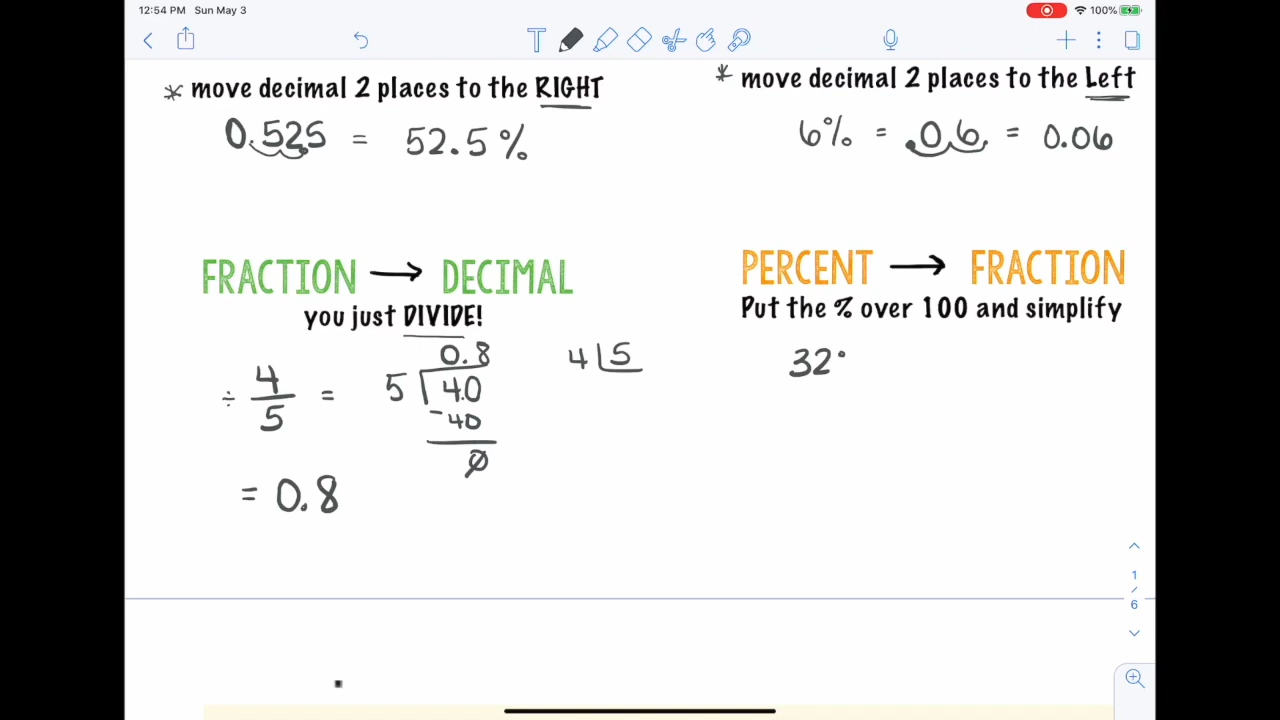 12:54 PM Sun May 3
100%
* move decimal 2 places to the RIGHT
0.525 = 52.5%
* move decimal 2 places to the Left
6% = .06. = 0.06
FRACTION → DECIMAL
you just DIVIDE!
÷ 4/5 =
0.8
5 4.0
-40
0
4 5
= 0.8
PERCENT → FRACTION
Put the % over 100 and simplify
32°
1
/
6